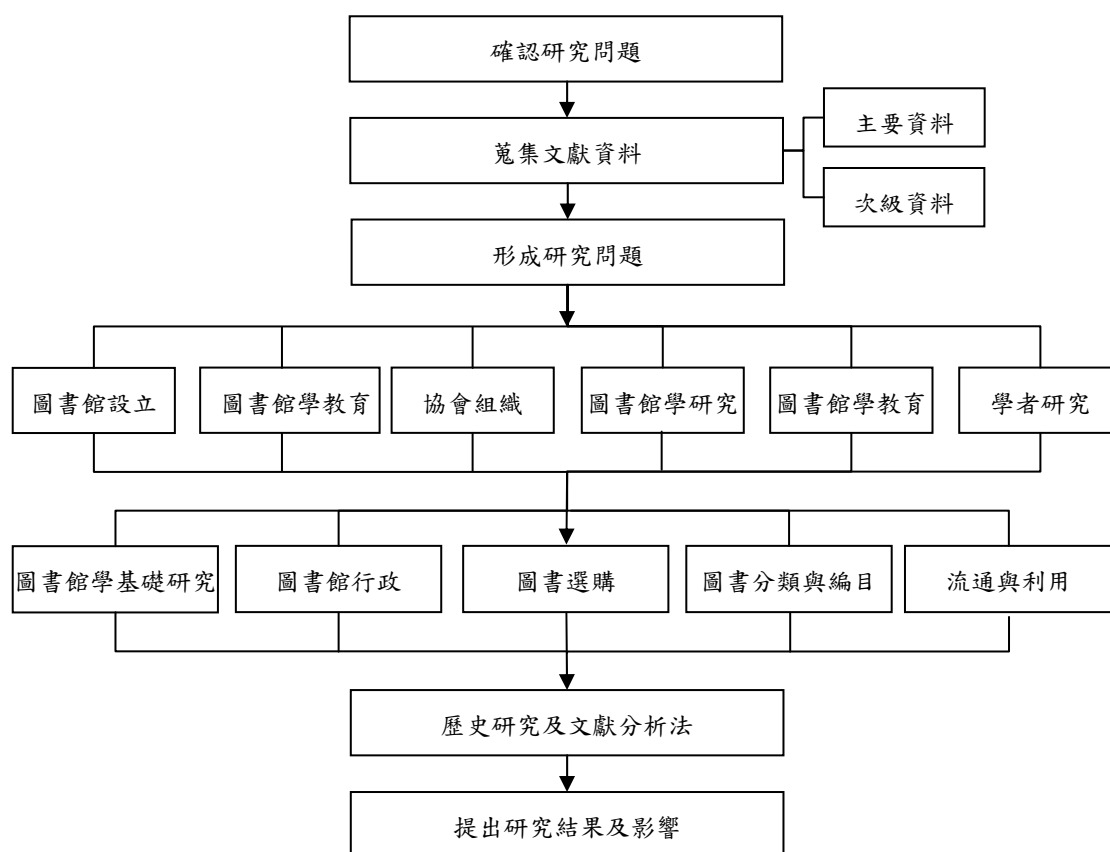 確認研究問題
主要資料
蒐集文獻資料
次級資料
形成研究問題
圖書館設立
圖書館學教育
協會組織
圖書館學研究
圖書館學教育
學者研究
圖書館學基礎研究
圖書館行政
圖書選購
圖書分類與編目
流通與利用
歷史研究及文獻分析法
提出研究結果及影響